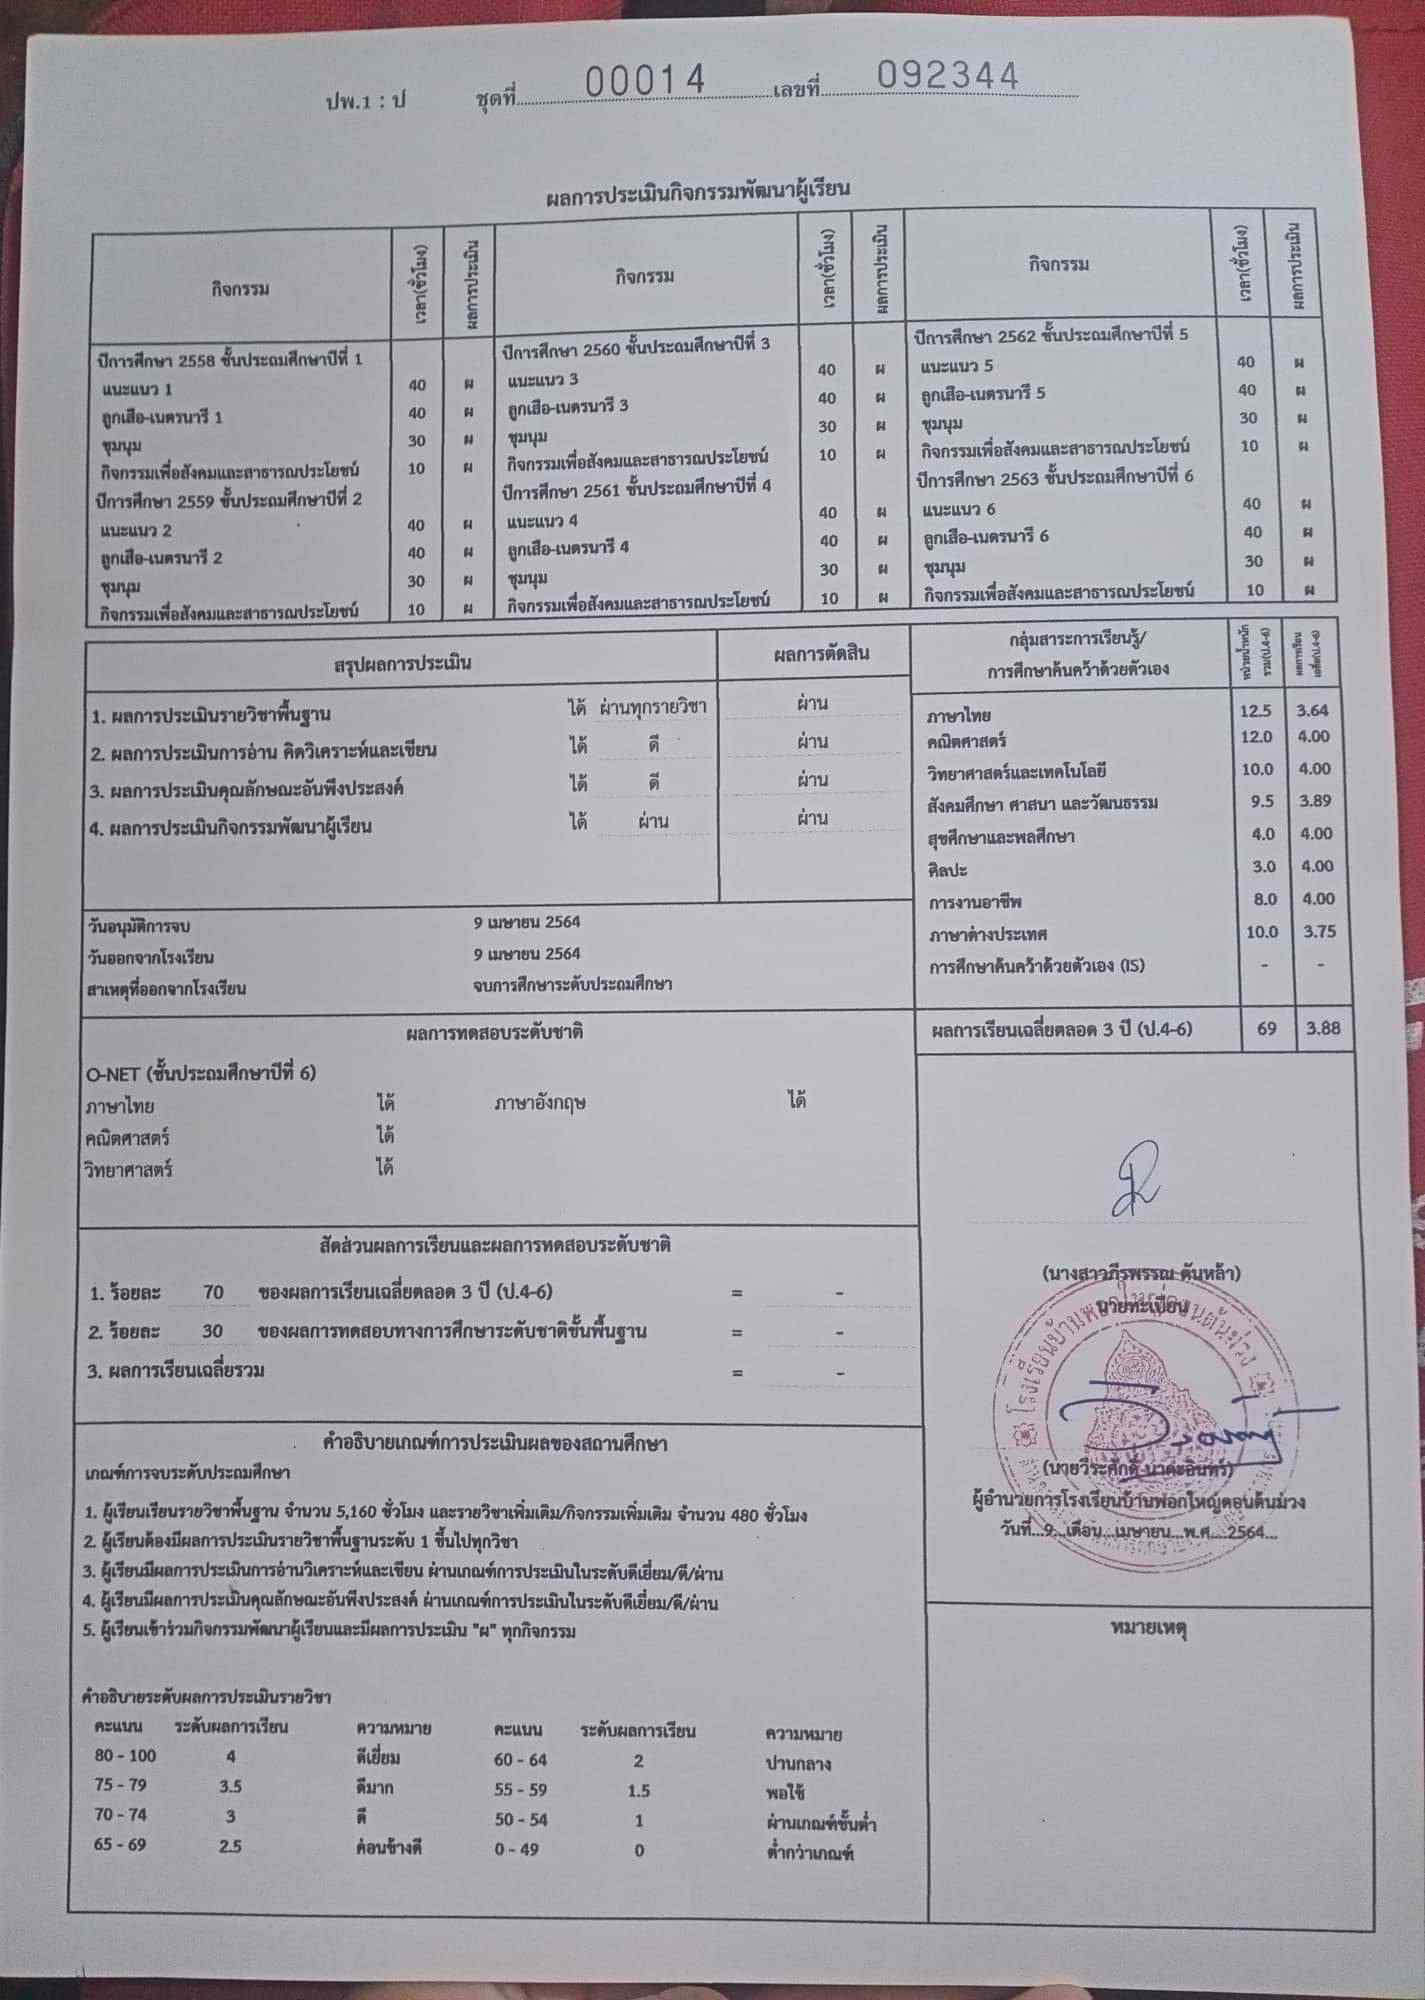 ปพ.1 : ป ชุดที่ 00014 เลขที่ 092344
ผลการประเมินกิจกรรมพัฒนาผู้เรียน
กิจกรรม เวลา(ชั่วโมง) ผลการประเมิน กิจกรรม เวลา(ชั่วโมง) ผลการประเมิน กิจกรรม เวลา(ชั่วโมง) ผลการประเมิน
ปีการศึกษา 2558 ชั้นประถมศึกษาปีที่ 1 ปีการศึกษา 2560 ชั้นประถมศึกษาปีที่ 3 ปีการศึกษา 2562 ชั้นประถมศึกษาปีที่ 5
แนะแนว 1 40 ผ แนะแนว 3 40 ผ แนะแนว 5 40 ผ
ลูกเสือ-เนตรนารี 1 40 ผ ลูกเสือ-เนตรนารี 3 40 ผ ลูกเสือ-เนตรนารี 5 40 ผ
ชุมนุม 30 ผ ชุมนุม 30 ผ ชุมนุม 30 ผ
กิจกรรมเพื่อสังคมและสาธารณประโยชน์ 10 ผ กิจกรรมเพื่อสังคมและสาธารณประโยชน์ 10 ผ กิจกรรมเพื่อสังคมและสาธารณประโยชน์ 10 ผ
ปีการศึกษา 2559 ชั้นประถมศึกษาปีที่ 2 ปีการศึกษา 2561 ชั้นประถมศึกษาปีที่ 4 ปีการศึกษา 2563 ชั้นประถมศึกษาปีที่ 6
แนะแนว 2 40 ผ แนะแนว 4 40 ผ แนะแนว 6 40 ผ
ลูกเสือ-เนตรนารี 2 40 ผ ลูกเสือ-เนตรนารี 4 40 ผ ลูกเสือ-เนตรนารี 6 40 ผ
ชุมนุม 30 ผ ชุมนุม 30 ผ ชุมนุม 30 ผ
กิจกรรมเพื่อสังคมและสาธารณประโยชน์ 10 ผ กิจกรรมเพื่อสังคมและสาธารณประโยชน์ 10 ผ กิจกรรมเพื่อสังคมและสาธารณประโยชน์ 10 ผ
สรุปผลการประเมิน ผลการตัดสิน
1. ผลการประเมินรายวิชาพื้นฐาน ได้ ผ่านทุกรายวิชา ผ่าน
2. ผลการประเมินการอ่าน คิดวิเคราะห์และเขียน ได้ ดี ผ่าน
3. ผลการประเมินคุณลักษณะอันพึงประสงค์ ได้ ดี ผ่าน
4. ผลการประเมินกิจกรรมพัฒนาผู้เรียน ได้ ผ่าน ผ่าน
วันอนุมัติการจบ 9 เมษายน 2564
วันออกจากโรงเรียน 9 เมษายน 2564
สาเหตุที่ออกจากโรงเรียน จบการศึกษาระดับประถมศึกษา
กลุ่มสาระการเรียนรู้/
การศึกษาค้นคว้าด้วยตัวเอง
หน่วยน้ำหนัก
รวม(ป.4-6)
ผลการเรียน
เฉลี่ย(ป.4-6)
ภาษาไทย 12.5 3.64
คณิตศาสตร์ 12.0 4.00
วิทยาศาสตร์และเทคโนโลยี 10.0 4.00
สังคมศึกษา ศาสนา และวัฒนธรรม 9.5 3.89
สุขศึกษาและพลศึกษา 4.0 4.00
ศิลปะ 3.0 4.00
การงานอาชีพ 8.0 4.00
ภาษาต่างประเทศ 10.0 3.75
การศึกษาค้นคว้าด้วยตัวเอง (IS) - -
ผลการเรียนเฉลี่ยตลอด 3 ปี (ป.4-6) 69 3.88
ผลการทดสอบระดับชาติ
O-NET (ชั้นประถมศึกษาปีที่ 6)
ภาษาไทย ได้ ภาษาอังกฤษ ได้
คณิตศาสตร์ ได้
วิทยาศาสตร์ ได้
สัดส่วนผลการเรียนและผลการทดสอบระดับชาติ
1. ร้อยละ 70 ของผลการเรียนเฉลี่ยตลอด 3 ปี (ป.4-6) = -
2. ร้อยละ 30 ของผลการทดสอบทางการศึกษาระดับชาติขั้นพื้นฐาน = -
3. ผลการเรียนเฉลี่ยรวม = -
(นางสาวภีรพรรณ ตันหล้า)
นายทะเบียน
(นายวีระศักดิ์ นาคะอินทร์)
ผู้อำนวยการโรงเรียนบ้านฟอกใหญ่ดอนต้นม่วง
วันที่...9...เดือน...เมษายน...พ.ศ....2564...
คำอธิบายเกณฑ์การประเมินผลของสถานศึกษา
เกณฑ์การจบระดับประถมศึกษา
1. ผู้เรียนเรียนรายวิชาพื้นฐาน จำนวน 5,160 ชั่วโมง และรายวิชาเพิ่มเติม/กิจกรรมเพิ่มเติม จำนวน 480 ชั่วโมง
2. ผู้เรียนต้องมีผลการประเมินรายวิชาพื้นฐานระดับ 1 ขึ้นไปทุกวิชา
3. ผู้เรียนมีผลการประเมินการอ่านวิเคราะห์และเขียน ผ่านเกณฑ์การประเมินในระดับดีเยี่ยม/ดี/ผ่าน
4. ผู้เรียนมีผลการประเมินคุณลักษณะอันพึงประสงค์ ผ่านเกณฑ์การประเมินในระดับดีเยี่ยม/ดี/ผ่าน
5. ผู้เรียนเข้าร่วมกิจกรรมพัฒนาผู้เรียนและมีผลการประเมิน "ผ" ทุกกิจกรรม
หมายเหตุ
คำอธิบายระดับผลการประเมินรายวิชา
คะแนน ระดับผลการเรียน ความหมาย คะแนน ระดับผลการเรียน ความหมาย
80 - 100 4 ดีเยี่ยม 60 - 64 2 ปานกลาง
75 - 79 3.5 ดีมาก 55 - 59 1.5 พอใช้
70 - 74 3 ดี 50 - 54 1 ผ่านเกณฑ์ขั้นต่ำ
65 - 69 2.5 ค่อนข้างดี 0 - 49 0 ต่ำกว่าเกณฑ์